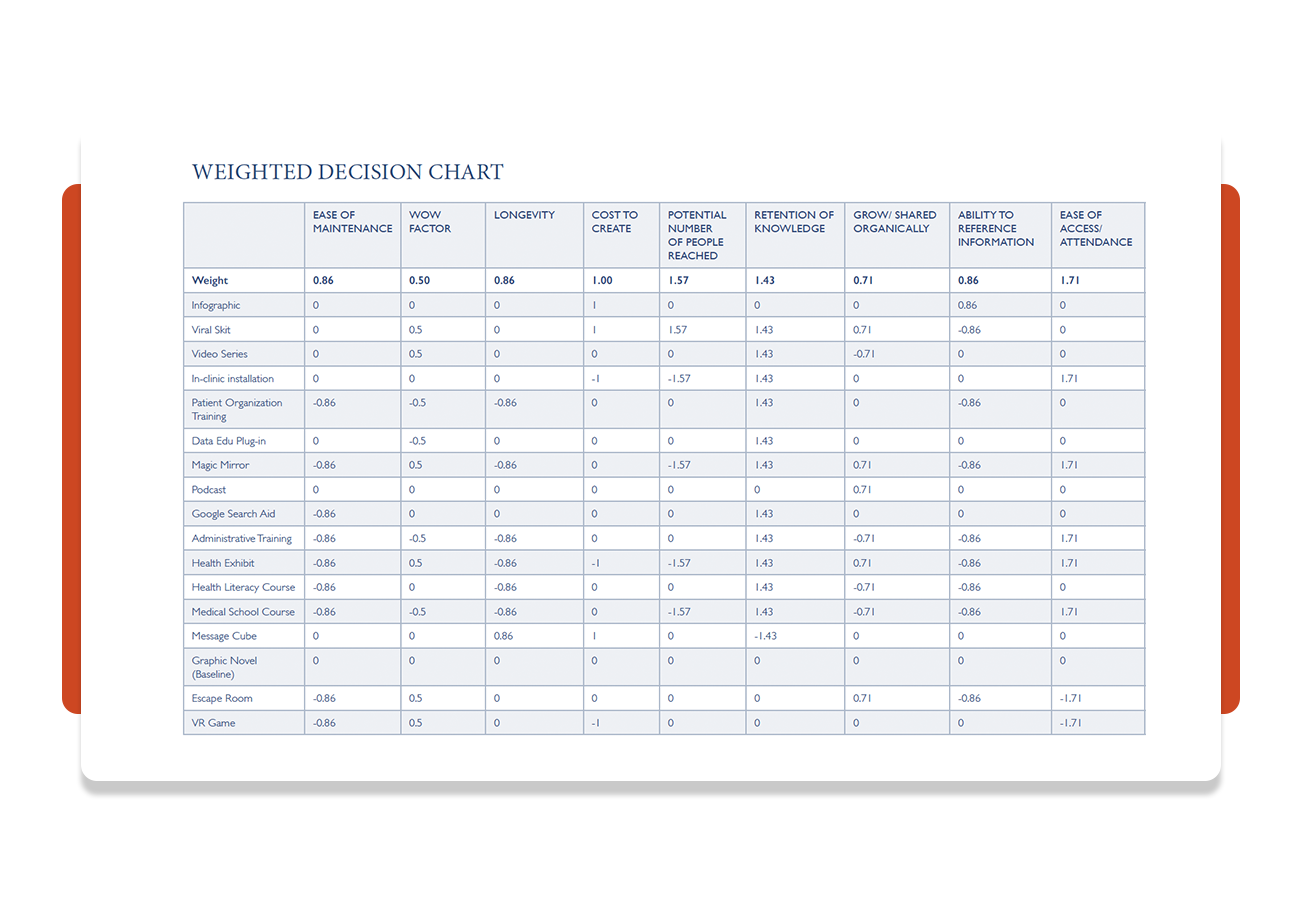 WEIGHTED DECISION CHART
EASE OF MAINTENANCE WOW FACTOR LONGEVITY COST TO CREATE POTENTIAL NUMBER OF PEOPLE REACHED RETENTION OF KNOWLEDGE GROW/ SHARED ORGANICALLY ABILITY TO REFERENCE INFORMATION EASE OF ACCESS/ ATTENDANCE
Weight 0.86 0.50 0.86 1.00 1.57 1.43 0.71 0.86 1.71
Infographic 0 0 0 1 0 0 0 0.86 0
Viral Skit 0 0.5 0 1 1.57 1.43 0.71 -0.86 0
Video Series 0 0.5 0 0 0 1.43 -0.71 0 0
In-clinic installation 0 0 0 -1 -1.57 1.43 0 0 1.71
Patient Organization Training -0.86 -0.5 -0.86 0 0 1.43 0 -0.86 0
Data Edu Plug-in 0 -0.5 0 0 0 1.43 0 0 0
Magic Mirror -0.86 0.5 -0.86 0 -1.57 1.43 0.71 -0.86 1.71
Podcast 0 0 0 0 0 0 0.71 0 0
Google Search Aid -0.86 0 0 0 0 1.43 0 0 0
Administrative Training -0.86 -0.5 -0.86 0 0 1.43 -0.71 -0.86 1.71
Health Exhibit -0.86 0.5 -0.86 -1 -1.57 1.43 0.71 -0.86 1.71
Health Literacy Course -0.86 0 -0.86 0 0 1.43 -0.71 -0.86 0
Medical School Course -0.86 -0.5 -0.86 0 -1.57 1.43 -0.71 -0.86 1.71
Message Cube 0 0 0.86 1 0 -1.43 0 0 0
Graphic Novel (Baseline) 0 0 0 0 0 0 0 0 0
Escape Room -0.86 0.5 0 0 0 0 0.71 -0.86 -1.71
VR Game -0.86 0.5 0 -1 0 0 0 0 -1.71